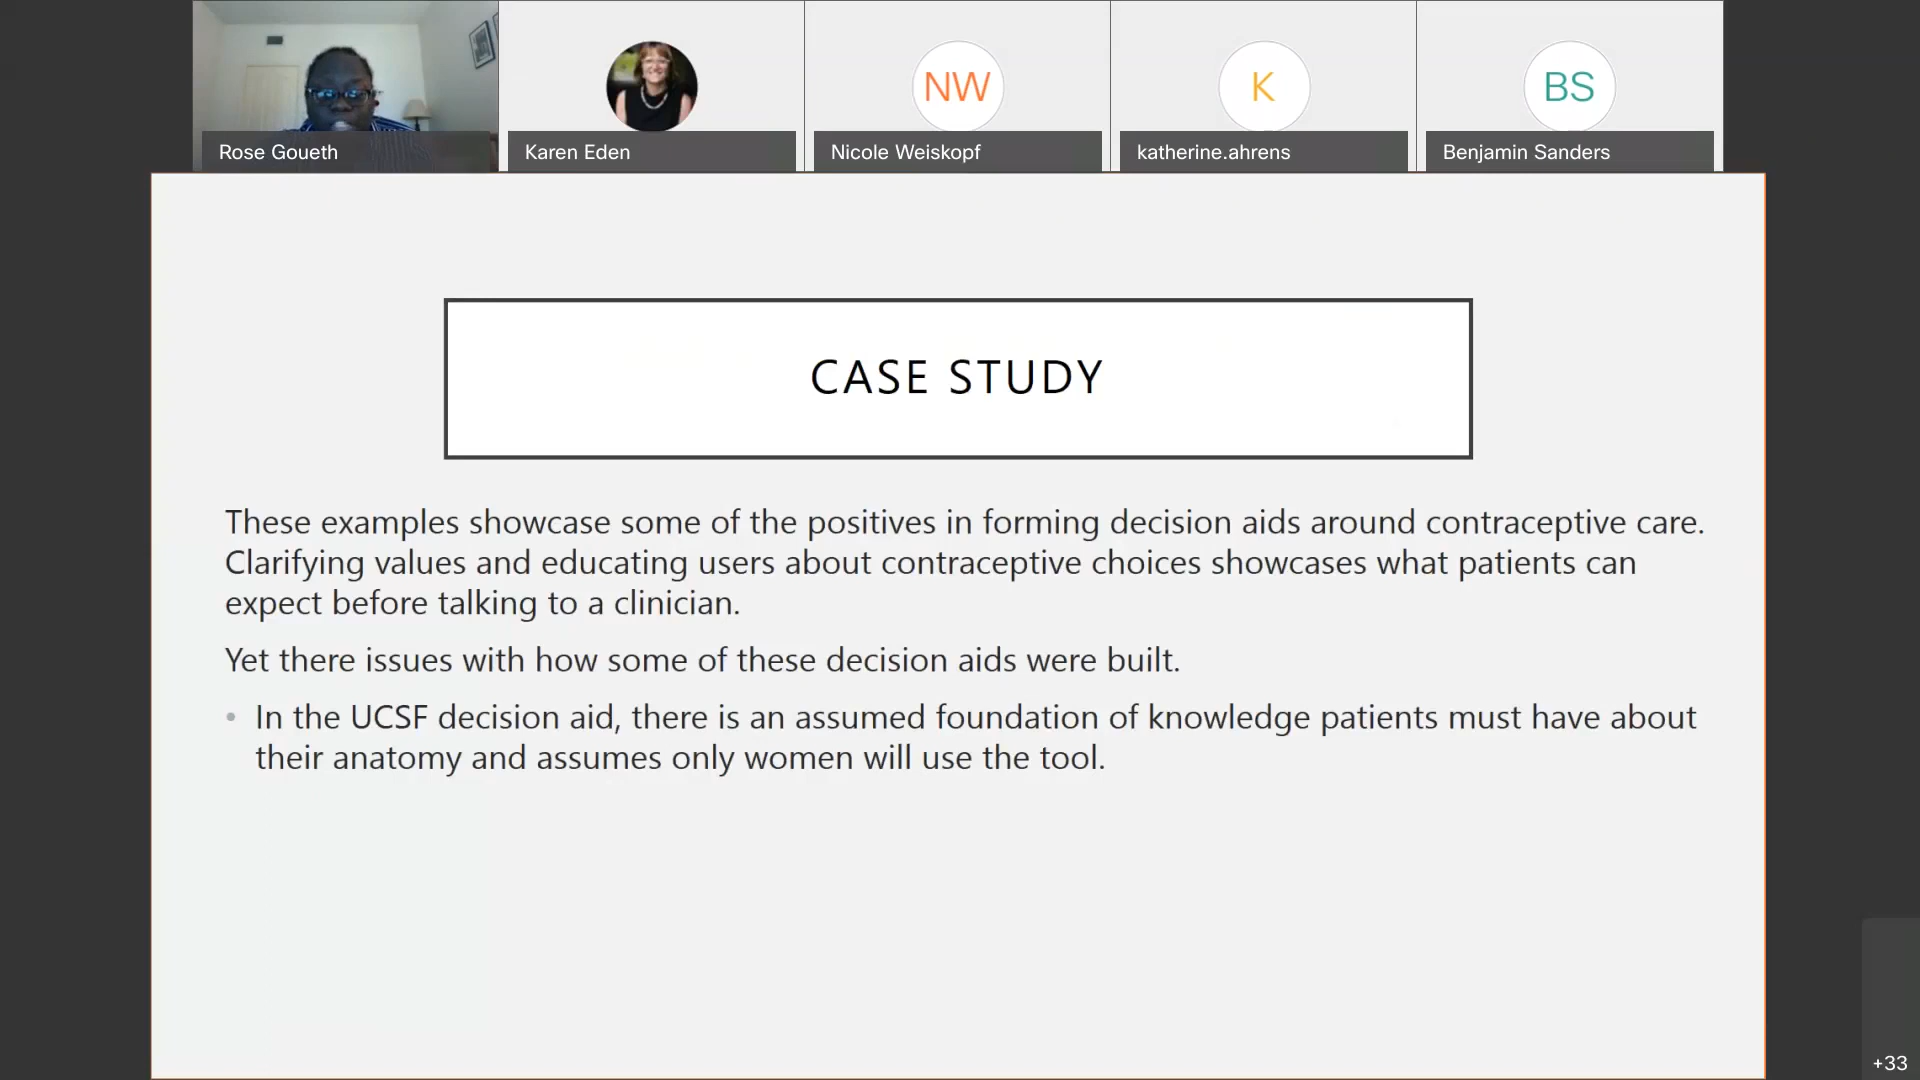 Rose Goueth
Karen Eden
NW
Nicole Weiskopf
K
katherine.ahrens
BS
Benjamin Sanders
CASE STUDY
These examples showcase some of the positives in forming decision aids around contraceptive care.
Clarifying values and educating users about contraceptive choices showcases what patients can
expect before talking to a clinician.
Yet there issues with how some of these decision aids were built.
• In the UCSF decision aid, there is an assumed foundation of knowledge patients must have about
their anatomy and assumes only women will use the tool.
+33